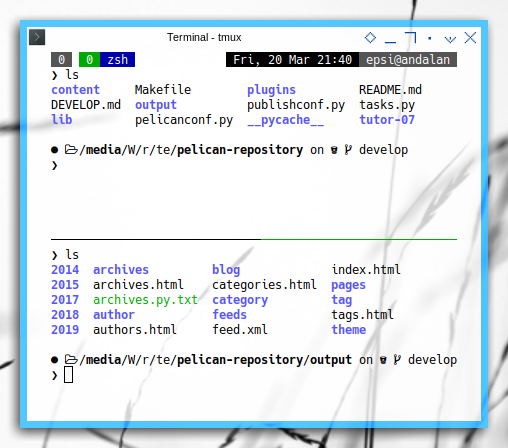 Terminal - tmux
0 0 zsh Fri, 20 Mar 21:40 epsi@andalan
❯ ls
content Makefile plugins README.md
DEVELOP.md output publishconf.py tasks.py
lib pelicanconf.py __pycache__ tutor-07
● /media/W/r/te/pelican-repository on develop
❯
❯ ls
2014 archives blog index.html
2015 archives.html categories.html pages
2017 archives.py.txt category tag
2018 author feeds tags.html
2019 authors.html feed.xml theme
● /media/W/r/te/pelican-repository/output on develop
❯